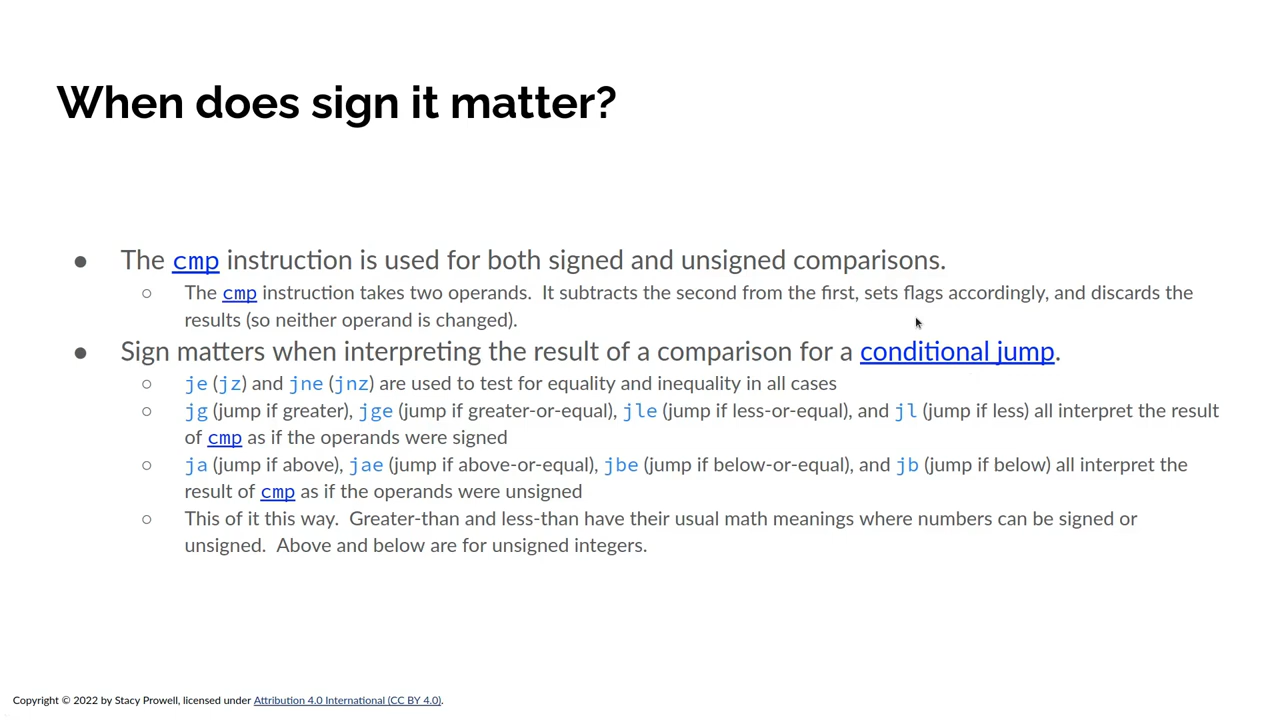 When does sign it matter?
● The cmp instruction is used for both signed and unsigned comparisons.
○ The cmp instruction takes two operands.  It subtracts the second from the first, sets flags accordingly, and discards the
results (so neither operand is changed).
● Sign matters when interpreting the result of a comparison for a conditional jump.
○ je (jz) and jne (jnz) are used to test for equality and inequality in all cases
○ jg (jump if greater), jge (jump if greater-or-equal), jle (jump if less-or-equal), and jl (jump if less) all interpret the result
of cmp as if the operands were signed
○ ja (jump if above), jae (jump if above-or-equal), jbe (jump if below-or-equal), and jb (jump if below) all interpret the
result of cmp as if the operands were unsigned
○ This of it this way.  Greater-than and less-than have their usual math meanings where numbers can be signed or
unsigned.  Above and below are for unsigned integers.
Copyright © 2022 by Stacy Prowell, licensed under Attribution 4.0 International (CC BY 4.0).